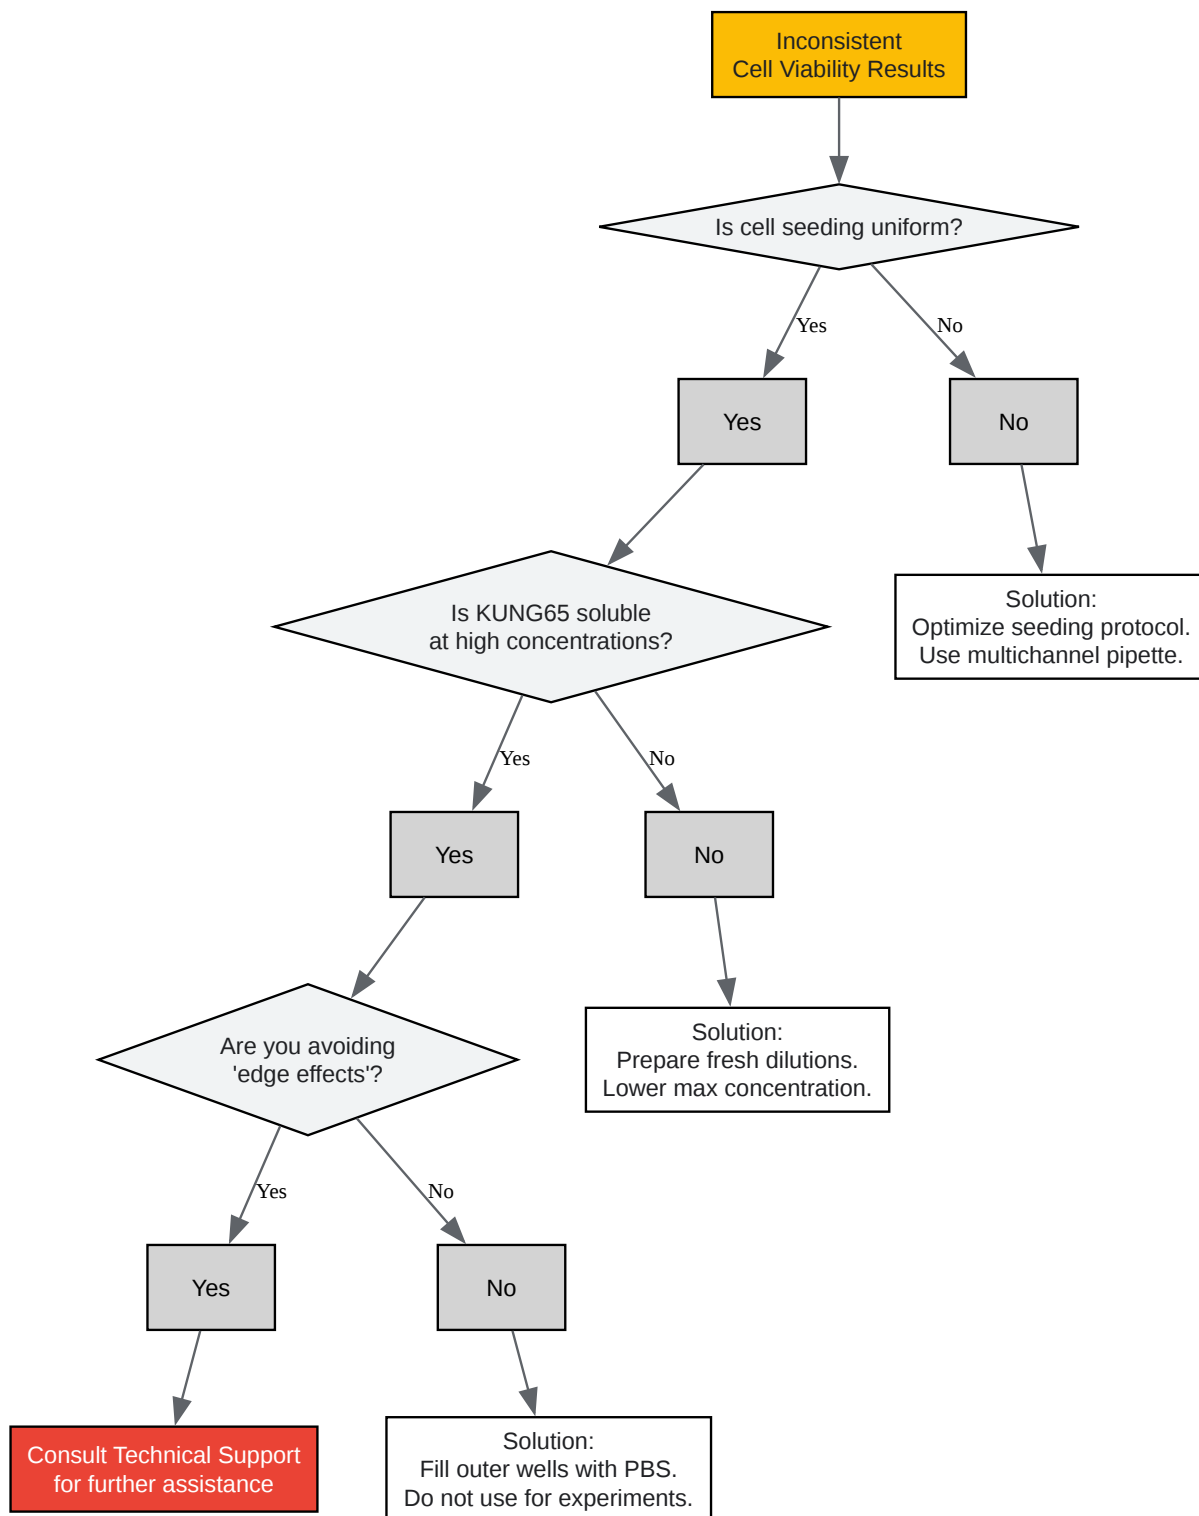 Inconsistent
Cell Viability Results
Is cell seeding uniform?
Yes
No
Yes
No
Solution:
Optimize seeding protocol.
Use multichannel pipette.
Is KUNG65 soluble
at high concentrations?
Yes
No
Yes
No
Solution:
Prepare fresh dilutions.
Lower max concentration.
Are you avoiding
'edge effects'?
Yes
No
Yes
No
Consult Technical Support
for further assistance
Solution:
Fill outer wells with PBS.
Do not use for experiments.